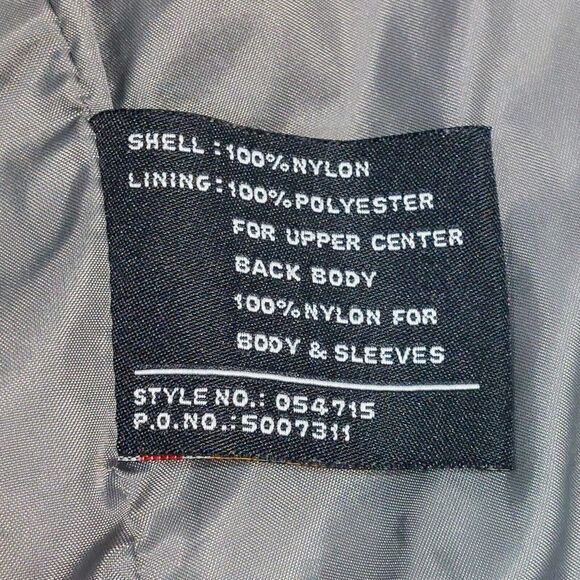 SHELL : 100% NYLON
LINING : 100% POLYESTER
FOR UPPER CENTER
BACK BODY
100% NYLON FOR
BODY & SLEEVES
STYLE NO.: 054715
P.O.NO.: 5007311